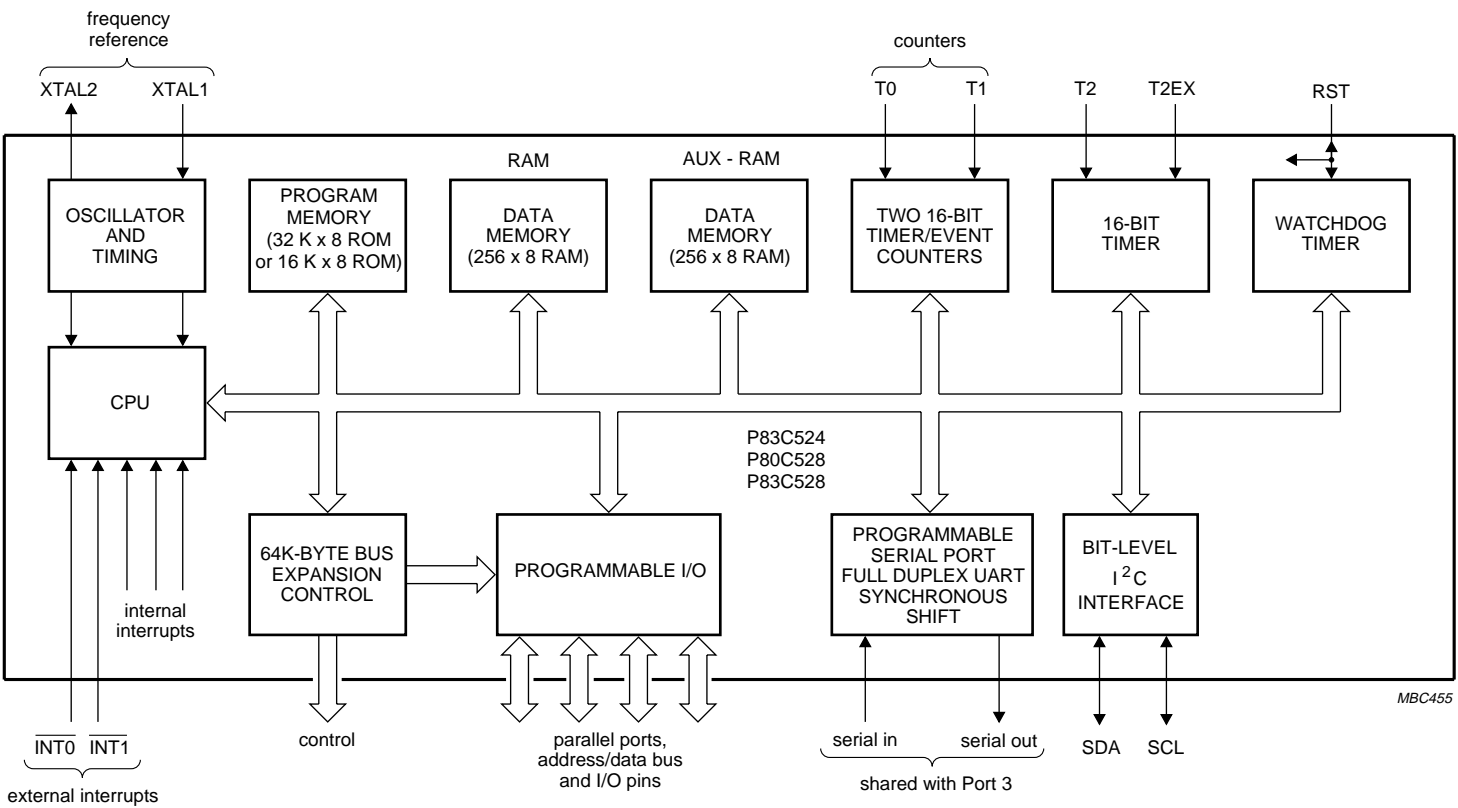 frequency
reference
counters
XTAL2
XTAL1
T0
T1
T2
T2EX
RST
RAM
AUX - RAM
OSCILLATOR
AND
TIMING
PROGRAM
MEMORY
(32 K x 8 ROM
or 16 K x 8 ROM)
DATA
MEMORY
(256 x 8 RAM)
DATA
MEMORY
(256 x 8 RAM)
TWO 16-BIT
TIMER/EVENT
COUNTERS
16-BIT
TIMER
WATCHDOG
TIMER
CPU
P83C524
P80C528
P83C528
internal
interrupts
64K-BYTE BUS
EXPANSION
CONTROL
PROGRAMMABLE I/O
PROGRAMMABLE
SERIAL PORT
FULL DUPLEX UART
SYNCHRONOUS
SHIFT
BIT-LEVEL
I²C
INTERFACE
MBC455
INT0
INT1
external interrupts
control
parallel ports,
address/data bus
and I/O pins
serial in
serial out
shared with Port 3
SDA
SCL